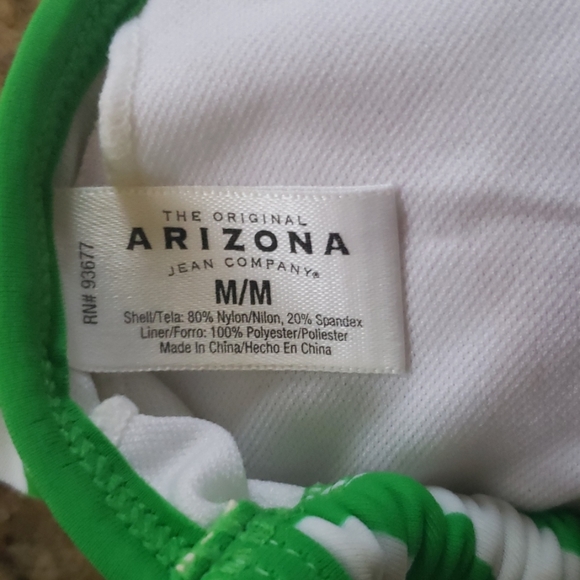 THE ORIGINAL
ARIZONA
JEAN COMPANY®
M/M
Shell/Tela: 80% Nylon/Nilon, 20% Spandex
Liner/Forro: 100% Polyester/Poliester
Made In China/Hecho En China
RN# 93677